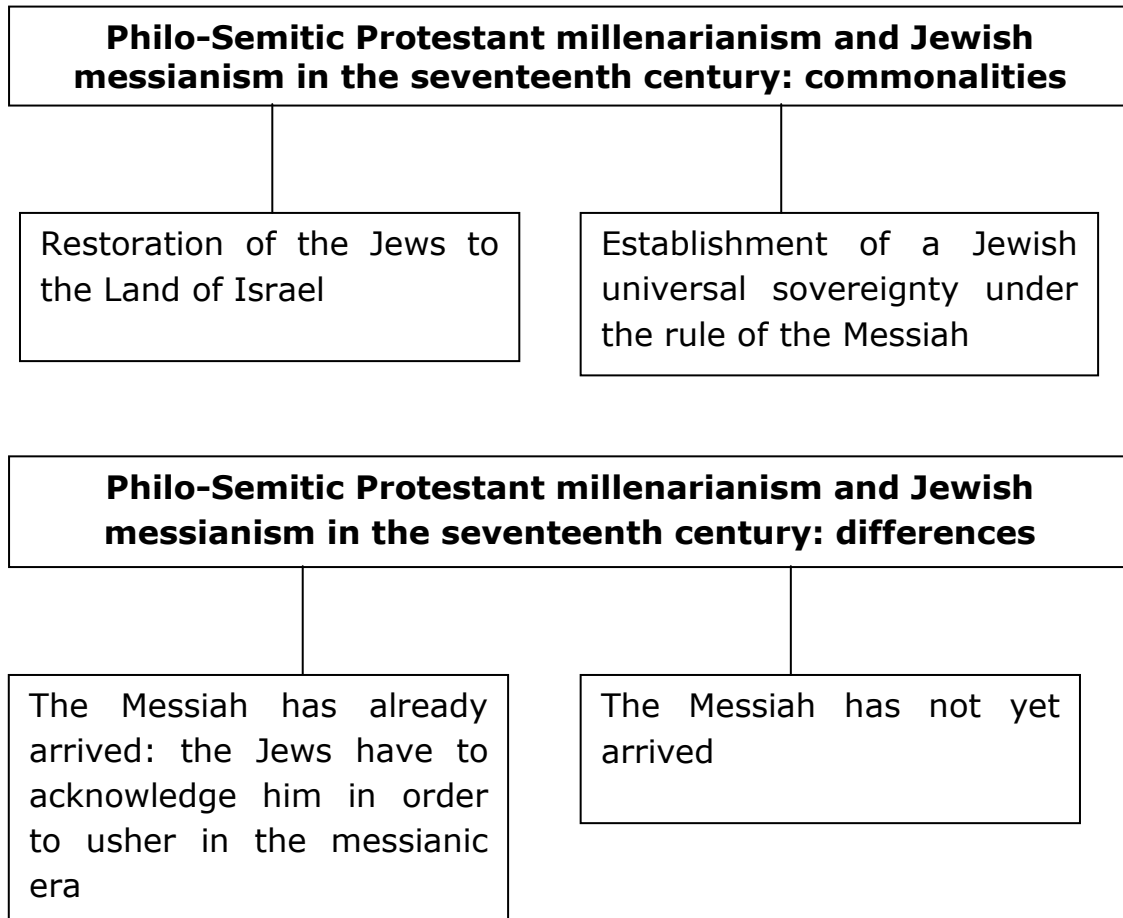 Philo-Semitic Protestant millenarianism and Jewish
messianism in the seventeenth century: commonalities
Restoration of the Jews to
the Land of Israel
Establishment of a Jewish
universal sovereignty under
the rule of the Messiah
Philo-Semitic Protestant millenarianism and Jewish
messianism in the seventeenth century: differences
The Messiah has already
arrived: the Jews have to
acknowledge him in order
to usher in the messianic
era
The Messiah has not yet
arrived